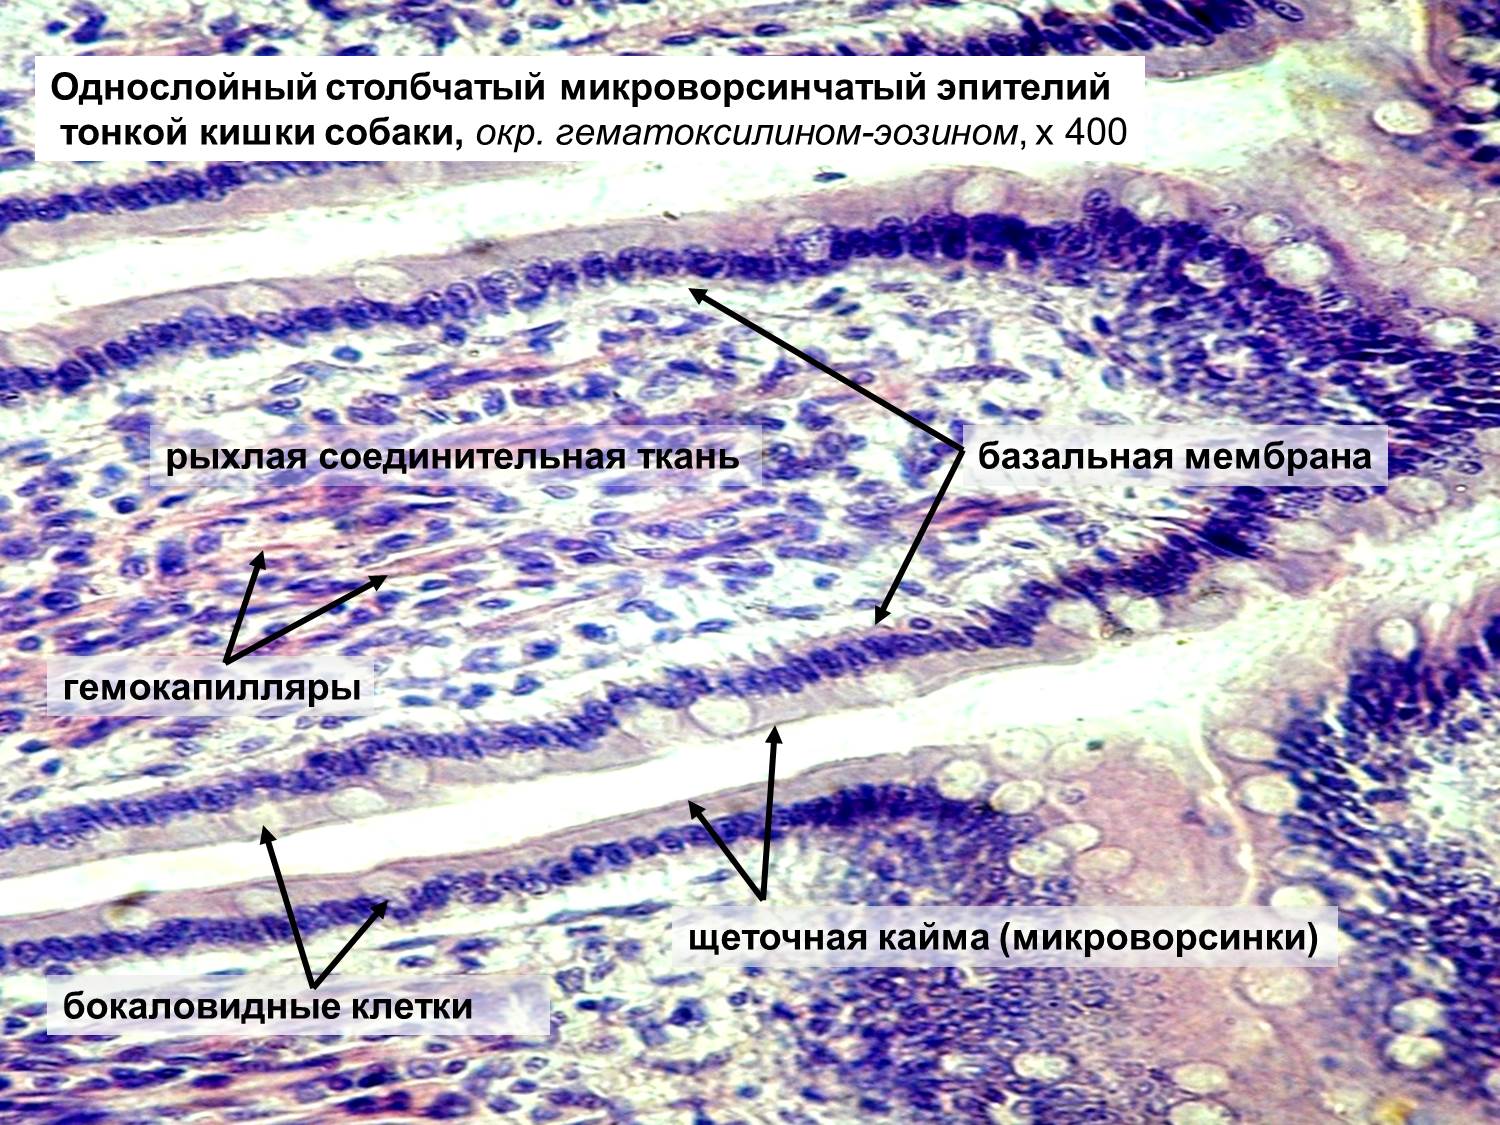 Однослойный столбчатый микроворсинчатый эпителий
тонкой кишки собаки, окр. гематоксилином-эозином, х 400
рыхлая соединительная ткань
базальная мембрана
гемокапилляры
щеточная кайма (микроворсинки)
бокаловидные клетки